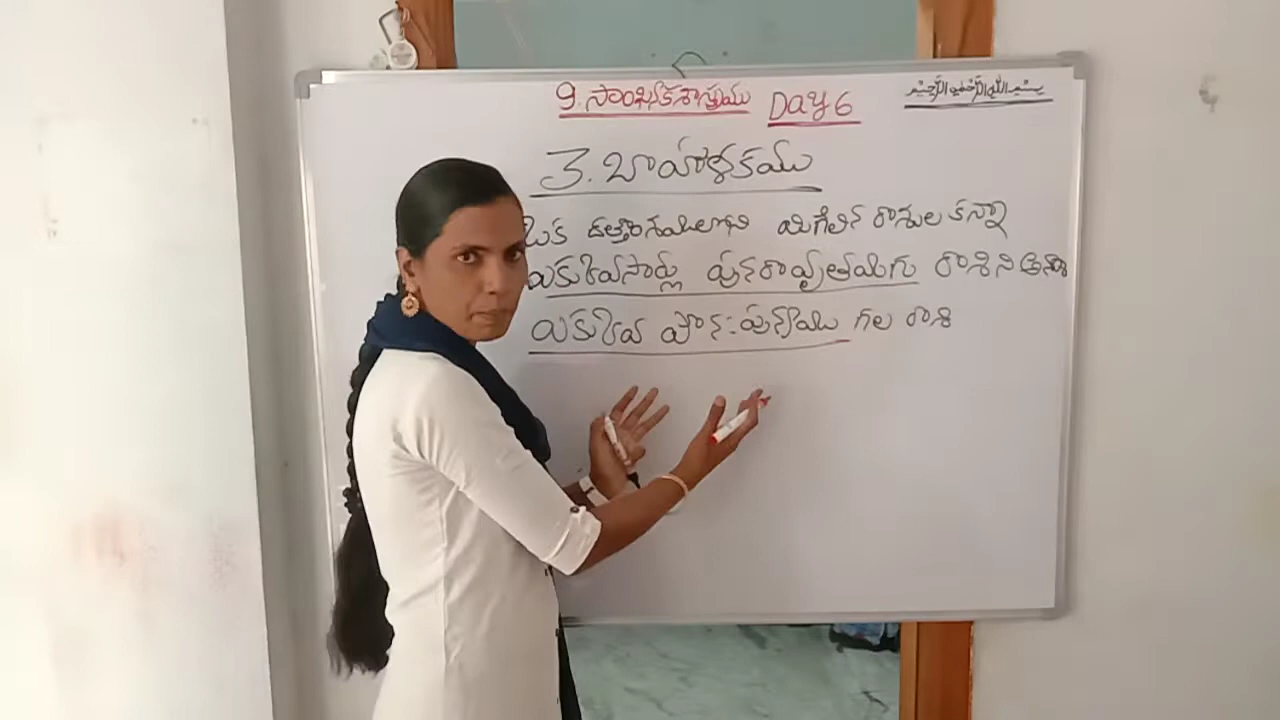 9. సాంఖ్యిక శాస్త్రము DAY 6
بسم الله الرحمن الرحيم
3. బాహుళకము
ఒక దత్తాంశములోని మిగిలిన రాశుల కన్నా
ఎక్కువసార్లు పునరావృతమగు రాశిని
ఎక్కువ పౌనఃపున్యము గల రాశి